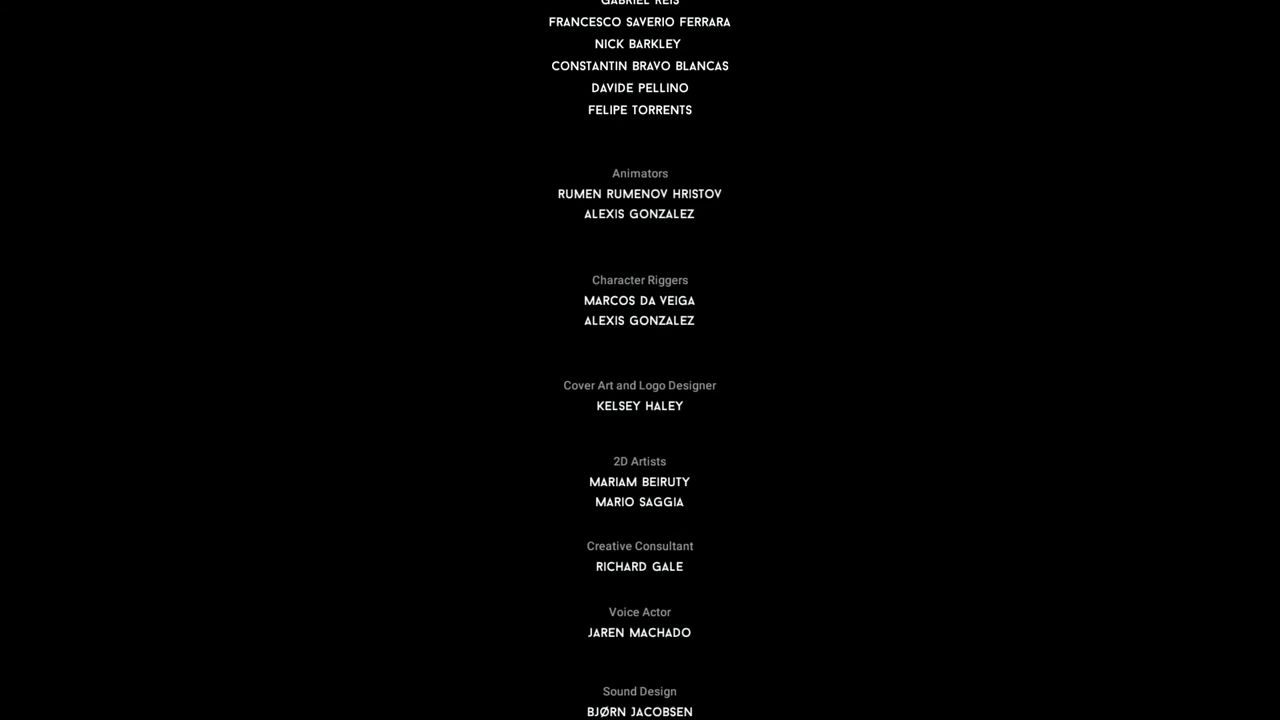 GABRIEL REIS
FRANCESCO SAVERIO FERRARA
NICK BARKLEY
CONSTANTIN BRAVO BLANCAS
DAVIDE PELLINO
FELIPE TORRENTS
Animators
RUMEN RUMENOV HRISTOV
ALEXIS GONZALEZ
Character Riggers
MARCOS DA VEIGA
ALEXIS GONZALEZ
Cover Art and Logo Designer
KELSEY HALEY
2D Artists
MARIAM BEIRUTY
MARIO SAGGIA
Creative Consultant
RICHARD GALE
Voice Actor
JAREN MACHADO
Sound Design
BJØRN JACOBSEN